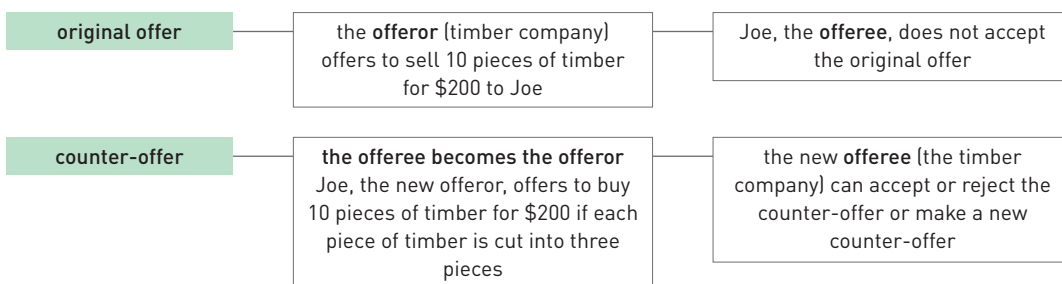 original offer
the offeror (timber company)
offers to sell 10 pieces of timber
for $200 to Joe
Joe, the offeree, does not accept
the original offer
counter-offer
the offeree becomes the offeror
Joe, the new offeror, offers to buy
10 pieces of timber for $200 if each
piece of timber is cut into three
pieces
the new offeree (the timber
company) can accept or reject the
counter-offer or make a new
counter-offer